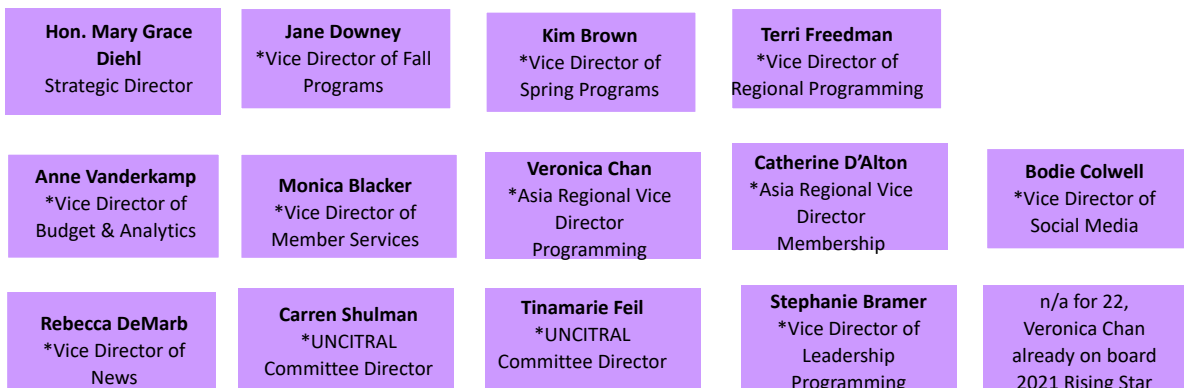 Hon. Mary Grace
Diehl
Strategic Director
Jane Downey
*Vice Director of Fall
Programs
Kim Brown
*Vice Director of
Spring Programs
Terri Freedman
*Vice Director of
Regional Programming
Anne Vanderkamp
*Vice Director of
Budget & Analytics
Monica Blacker
*Vice Director of
Member Services
Veronica Chan
*Asia Regional Vice
Director
Programming
Catherine D’Alton
*Asia Regional Vice
Director
Membership
Bodie Colwell
*Vice Director of
Social Media
Rebecca DeMarb
*Vice Director of
News
Carren Shulman
*UNCITRAL
Committee Director
Tinamarie Feil
*UNCITRAL
Committee Director
Stephanie Bramer
*Vice Director of
Leadership
Programming
n/a for 22,
Veronica Chan
already on board
2021 Rising Star